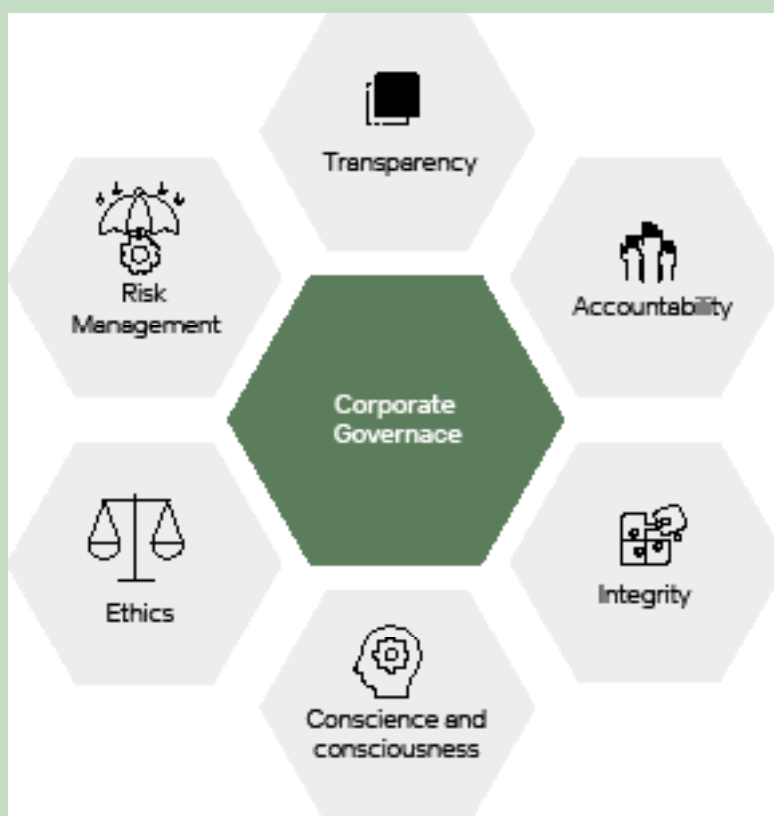 Transparency
Risk
Management
Accountability
Corporate
Governace
Ethics
Integrity
Conscience and
consciousness